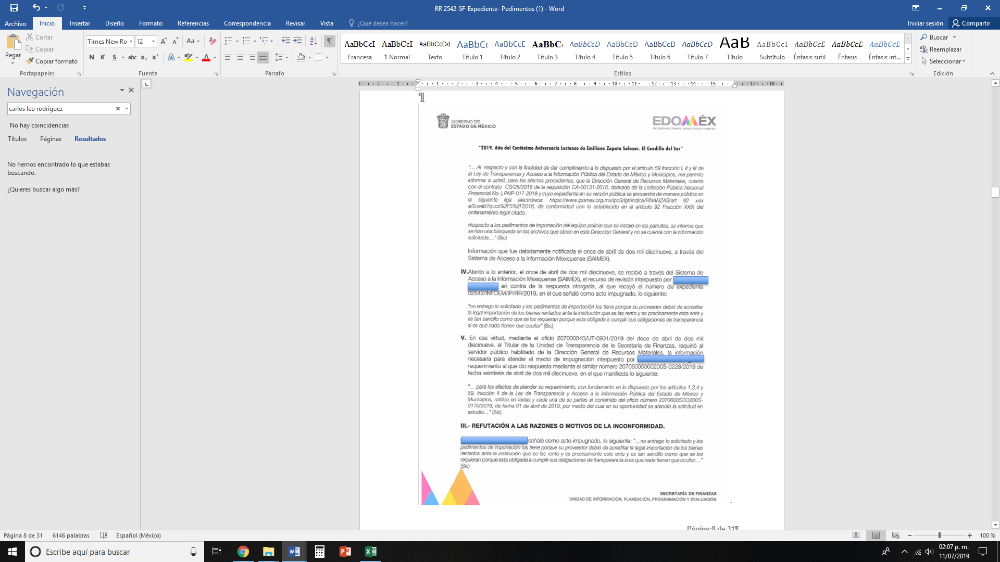 RR 2542-SF-Expediente- Pedimentos (1) - Word
Archivo Inicio Insertar Diseño Formato Referencias Correspondencia Revisar Vista ¿Qué desea hacer? Iniciar sesión Compartir
Pegar
Cortar
Copiar
Copiar formato
Portapapeles
Times New Ro 12
N K S abc x₂ x²
Fuente
Párrafo
AaBbCcI AaBbCcI AaBbCcDd AaBbCc AaBbCcD AaBbCc AaBbCcD AaBbCcD AaBbCcD AaBbCcD AaB AaBbCcI AaBbCcD AaBbCcD AaBbCcD
Francesa ¶ Normal Texto Título 1 Título 2 Título 3 Título 4 Título 5 Título 6 Título 7 Título Subtítulo Énfasis sutil Énfasis Énfasis int...
Estilos
Buscar
Reemplazar
Seleccionar
Edición
3 2 1 1 2 3 4 5 6 7 8 9 10 11 12 13 14 15 17 18
Navegación
carlos leo rodriguez
No hay coincidencias
Títulos Páginas Resultados
No hemos encontrado lo que estabas
buscando.
¿Quieres buscar algo más?
¶
GOBIERNO DEL
ESTADO DE MÉXICO
EDOMÉX
DECISIONES FIRMES, RESULTADOS FUERTES.
"2019. Año del Centésimo Aniversario Luctuoso de Emiliano Zapata Salazar. El Caudillo del Sur"
"... Al respecto y con la finalidad de dar cumplimiento a lo dispuesto por el artículo 59 fracción I, II y III de
la Ley de Transparencia y Acceso a la Información Pública del Estado de México y Municipios, me permito
informar a usted, para los efectos procedentes, que la Dirección General de Recursos Materiales, cuenta
con el contrato CS/25/2018 de la requisición CA-00131-2018, derivado de la Licitación Pública Nacional
Presencial No. LPNP-017-2018 y cuyo expediente en su versión pública se encuentra de manera pública en
la siguiente liga electrónica: https://www.ipomex.org.mx/ipo3/lgt/indice/FINANZAS/art 92 xxix
a/0.web?q=cs%2F5%2F2018, de conformidad con lo establecido en el artículo 92 Fracción XXIX del
ordenamiento legal citado.
Respecto a los pedimentos de importación del equipo policial que se instaló en las patrullas, se informa que
se hizo una búsqueda en los archivos que obran en esta Dirección General y no se cuenta con la información
solicitada...." (Sic)
Información que fue debidamente notificada el once de abril de dos mil diecinueve, a través del
Sistema de Acceso a la Información Mexiquense (SAIMEX).
IV.Atento a lo anterior, el once de abril de dos mil diecinueve, se recibió a través del Sistema de
Acceso a la Información Mexiquense (SAIMEX), el recurso de revisión interpuesto por
en contra de la respuesta otorgada, al que recayó el número de expediente
02542/INFOEM/IP/RR/2019, en el que señaló como acto impugnado, lo siguiente:
"no entrego lo solicitado y los pedimentos de importación los tiene porque su proveedor debió de acreditar
la legal importación de los bienes rentados ante la institución que se las rento y es precisamente este ente y
es tan sencillo como que se los requieran porque esta obligada a cumplir sus obligaciones de transparencia
si es que nada tienen que ocultar" (Sic)
V. En esa virtud, mediante el oficio 20700004S/UT-0931/2019 del doce de abril de dos mil
diecinueve, el Titular de la Unidad de Transparencia de la Secretaría de Finanzas, requirió al
servidor público habilitado de la Dirección General de Recursos Materiales, la información
necesaria para atender el medio de impugnación interpuesto por
requerimiento al que dio respuesta mediante el similar número 20706005000200S-0228/2019 de
fecha veintiséis de abril de dos mil diecinueve, en el que manifiesta lo siguiente:
"... para los efectos de atender su requerimiento, con fundamento en lo dispuesto por los artículos 1,3,4 y
59, fracción II de la Ley de Transparencia y Acceso a la Información Pública del Estado de México y
Municipios, ratifico en todas y cada una de su partes el contenido del oficio número 20706005OO200S-
0170/2019, de fecha 01 de abril de 2019, por medio del cual en su oportunidad se atendió la solicitud en
estudio..." (Sic)
III.- REFUTACIÓN A LAS RAZONES O MOTIVOS DE LA INCONFORMIDAD.
señaló como acto impugnado, lo siguiente: "...no entrego lo solicitado y los
pedimentos de importación los tiene porque su proveedor debió de acreditar la legal importación de los bienes
rentados ante la institución que se las rento y es precisamente este ente y es tan sencillo como que se los
requieran porque esta obligada a cumplir sus obligaciones de transparencia si es que nada tienen que ocultar...."
(Sic)
SECRETARÍA DE FINANZAS
UNIDAD DE INFORMACIÓN, PLANEACIÓN, PROGRAMACIÓN Y EVALUACIÓN
Página·8·de·31¶
Página 8 de 31 6146 palabras Español (México) 100 %
Escribe aquí para buscar
02:07 p. m.
11/07/2019